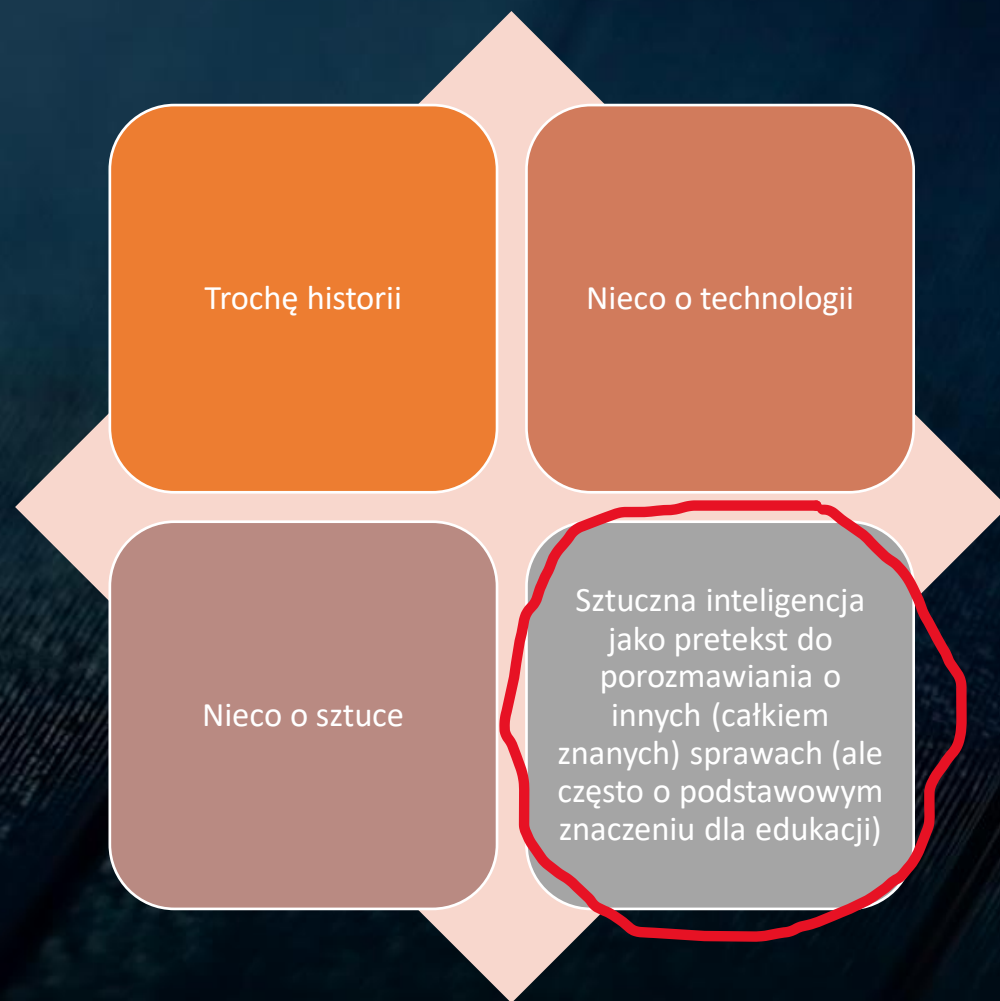 Trochę historii
Nieco o technologii
Nieco o sztuce
Sztuczna inteligencja
jako pretekst do
porozmawiania o
innych (całkiem
znanych) sprawach (ale
często o podstawowym
znaczeniu dla edukacji)